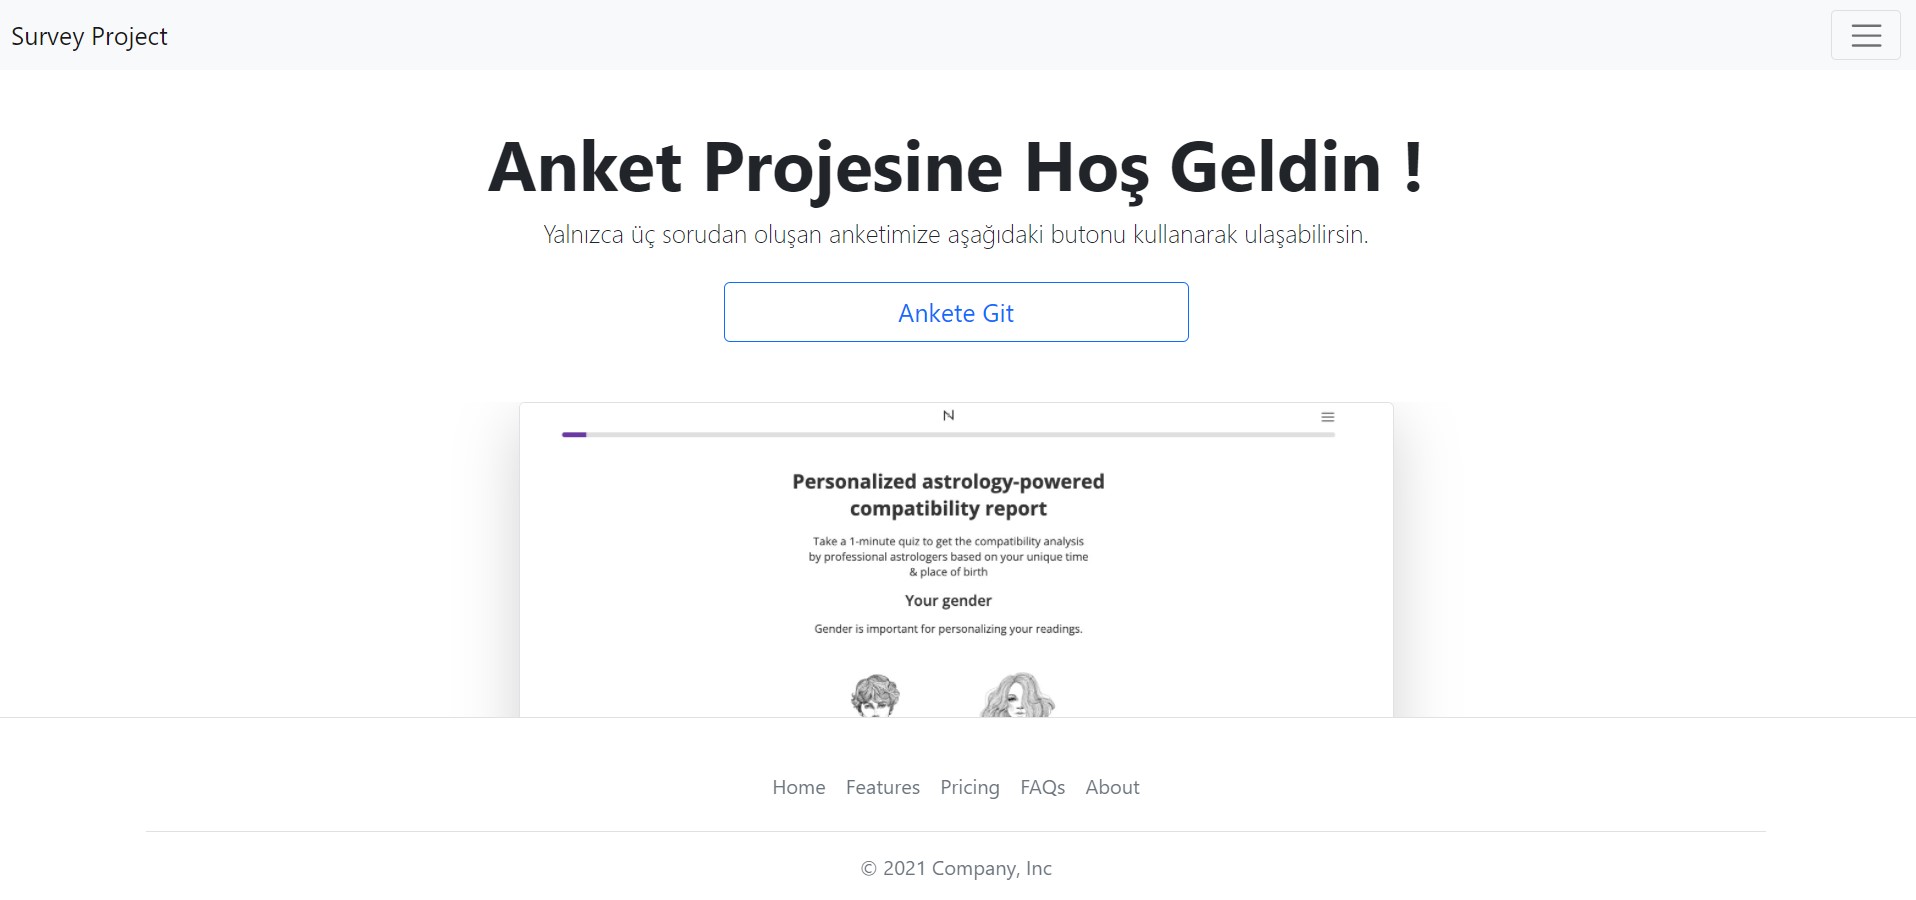 Survey Project
Anket Projesine Hoş Geldin !
Yalnızca üç sorudan oluşan anketimize aşağıdaki butonu kullanarak ulaşabilirsin.
Ankete Git
N
Personalized astrology-powered
compatibility report
Take a 1-minute quiz to get the compatibility analysis
by professional astrologers based on your unique time
& place of birth
Your gender
Gender is important for personalizing your readings.
Home Features Pricing FAQs About
© 2021 Company, Inc